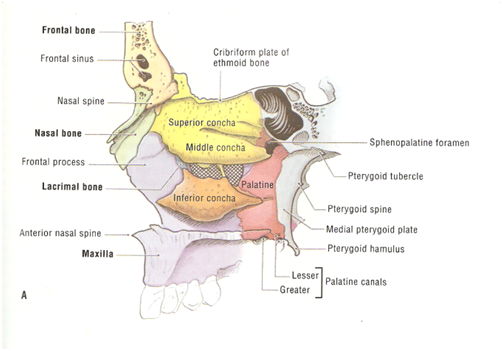 Frontal bone
Frontal sinus
Cribriform plate of
ethmoid bone
Nasal spine
Superior concha
Nasal bone
Middle concha
Sphenopalatine foramen
Frontal process
Pterygoid tubercle
Lacrimal bone
Palatine
Inferior concha
Pterygoid spine
Medial pterygoid plate
Anterior nasal spine
Pterygoid hamulus
Maxilla
Lesser
Greater
Palatine canals
A